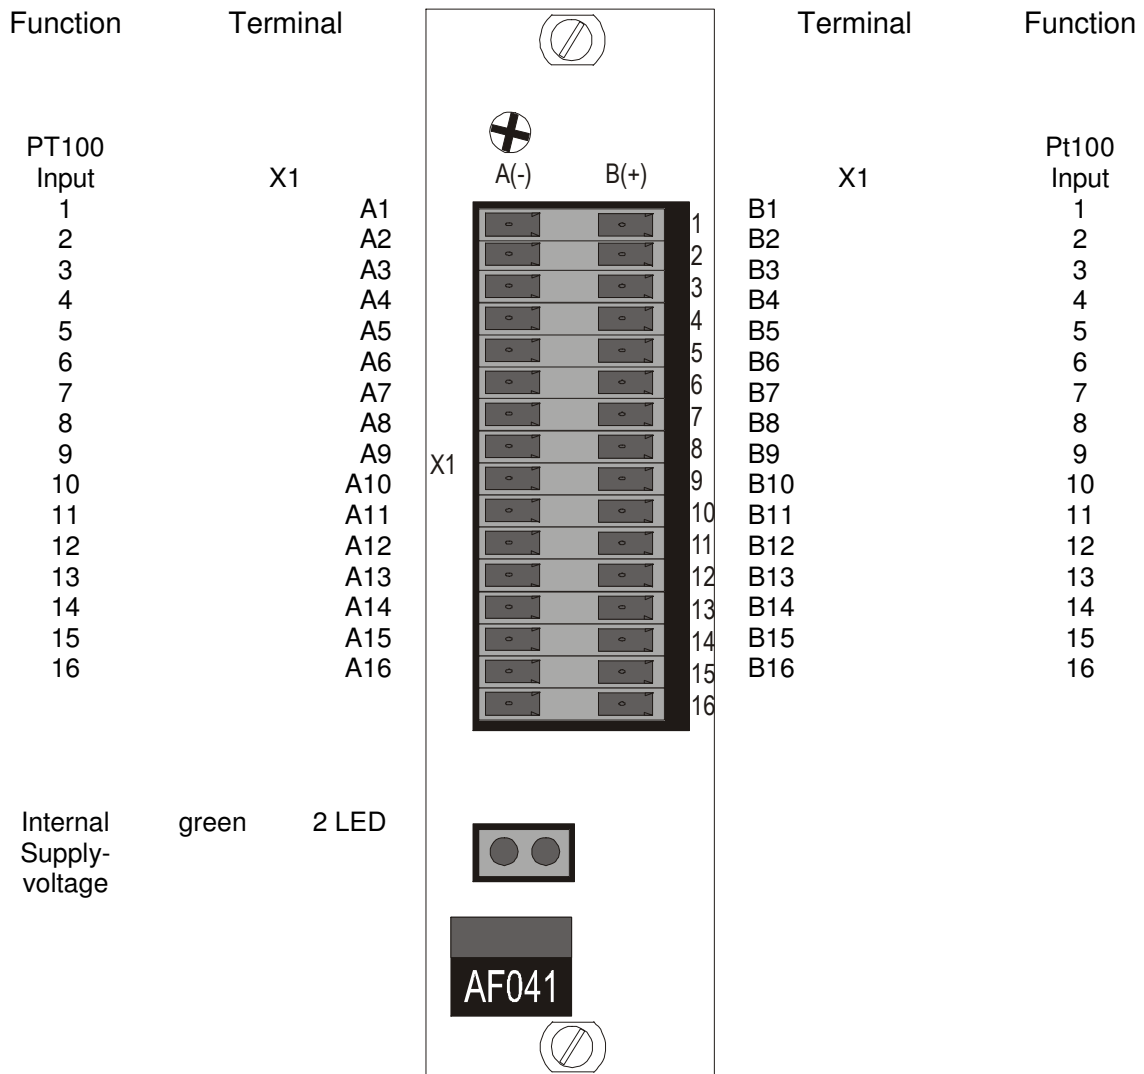 Function Terminal Terminal Function
PT100 Pt100
Input X1 A(-) B(+) X1 Input
1 A1 1 B1 1
2 A2 2 B2 2
3 A3 3 B3 3
4 A4 4 B4 4
5 A5 5 B5 5
6 A6 6 B6 6
7 A7 7 B7 7
8 A8 8 B8 8
9 A9 X1 9 B9 9
10 A10 10 B10 10
11 A11 11 B11 11
12 A12 12 B12 12
13 A13 13 B13 13
14 A14 14 B14 14
15 A15 15 B15 15
16 A16 16 B16 16
Internal green 2 LED
Supply-
voltage
AF041